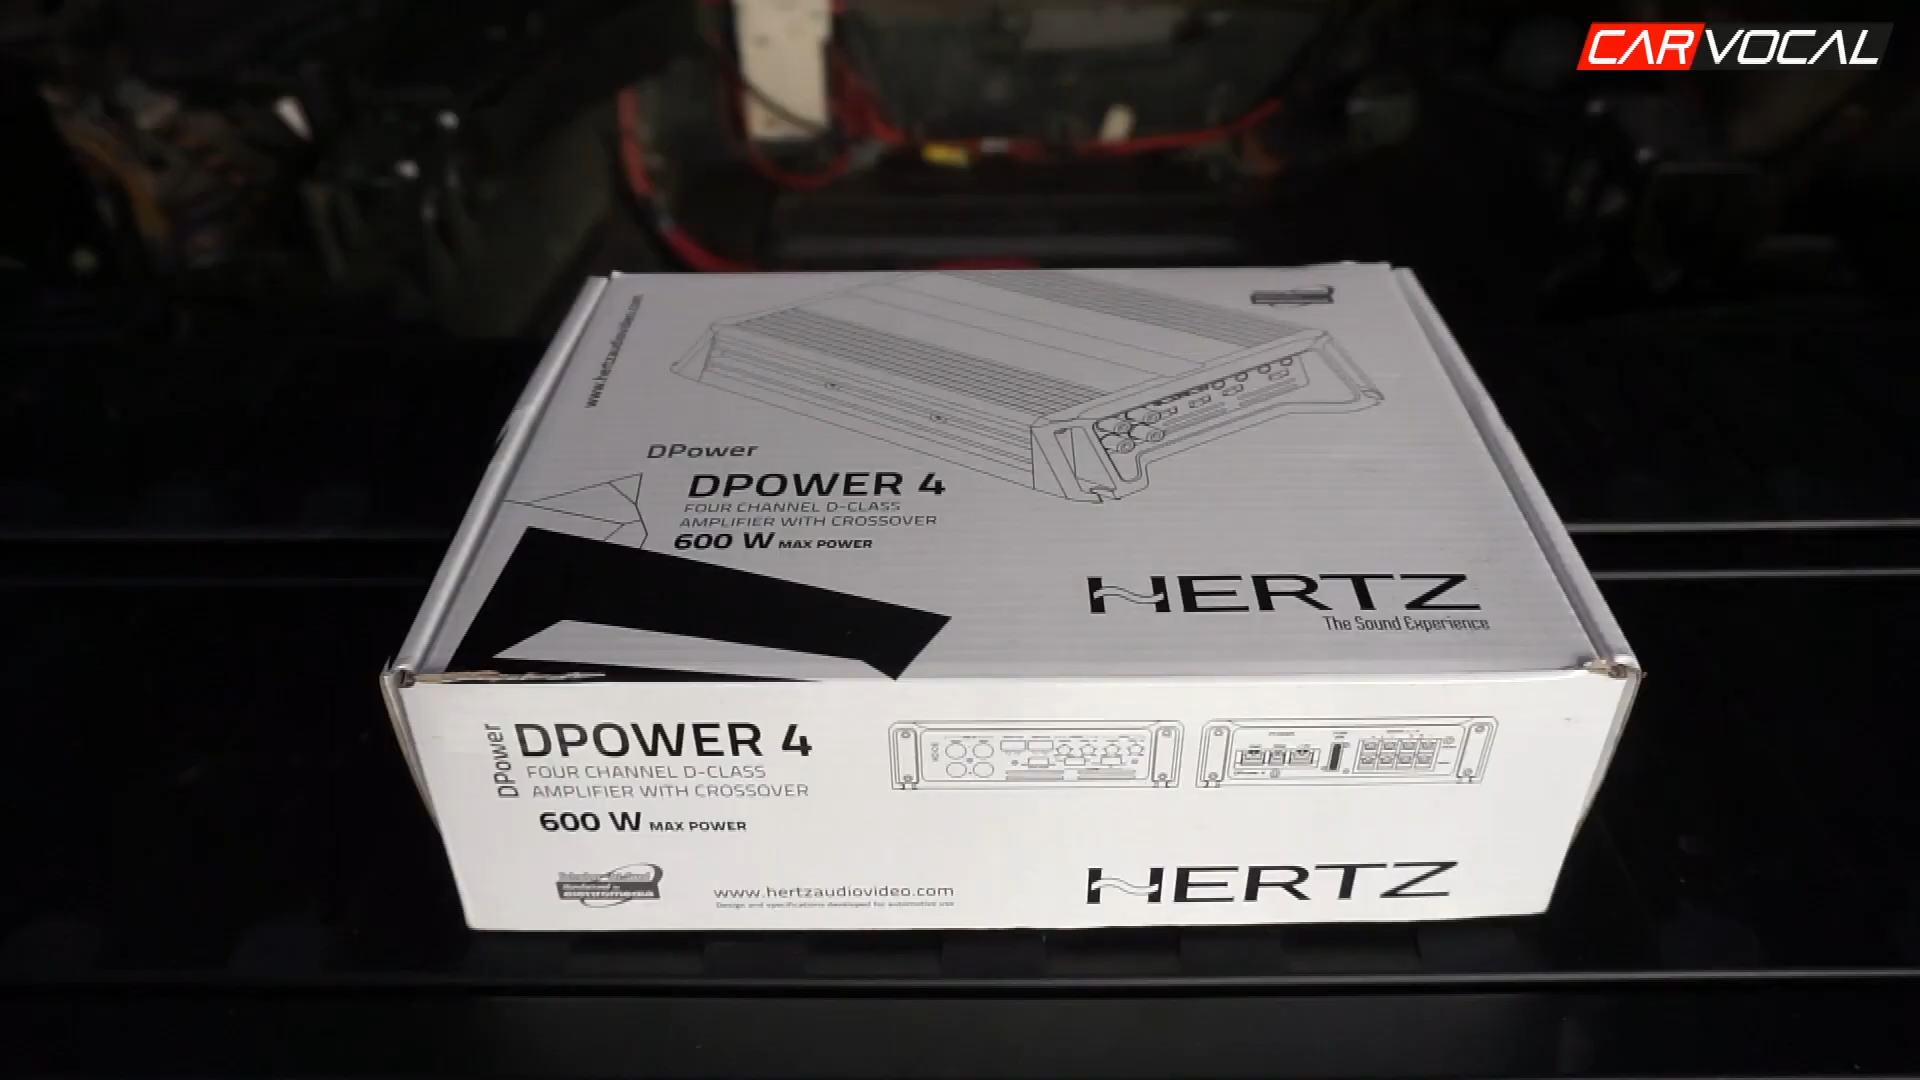 CARVOCAL
www.hertzaudiovideo.com
DPower
DPOWER 4
FOUR CHANNEL D-CLASS
AMPLIFIER WITH CROSSOVER
600 W MAX POWER
HERTZ
The Sound Experience
DPower
DPOWER 4
FOUR CHANNEL D-CLASS
AMPLIFIER WITH CROSSOVER
600 W MAX POWER
elettromedia
www.hertzaudiovideo.com
Design and specifications developed for automotive use
HERTZ